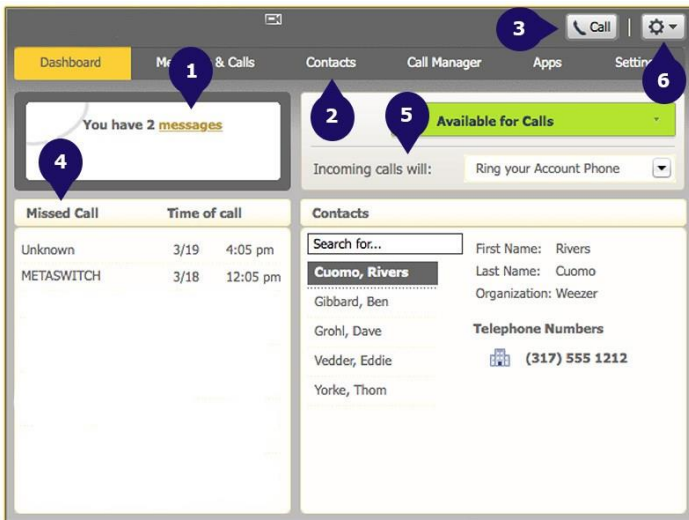 3 Call
Dashboard Me & Calls Contacts Call Manager Apps Settin
1 2 6
You have 2 messages
5 Available for Calls
4
Incoming calls will: Ring your Account Phone
Missed Call Time of call
Unknown 3/19 4:05 pm
METASWITCH 3/18 12:05 pm
Contacts
Search for...
Cuomo, Rivers
Gibbard, Ben
Grohl, Dave
Vedder, Eddie
Yorke, Thom
First Name: Rivers
Last Name: Cuomo
Organization: Weezer
Telephone Numbers
(317) 555 1212